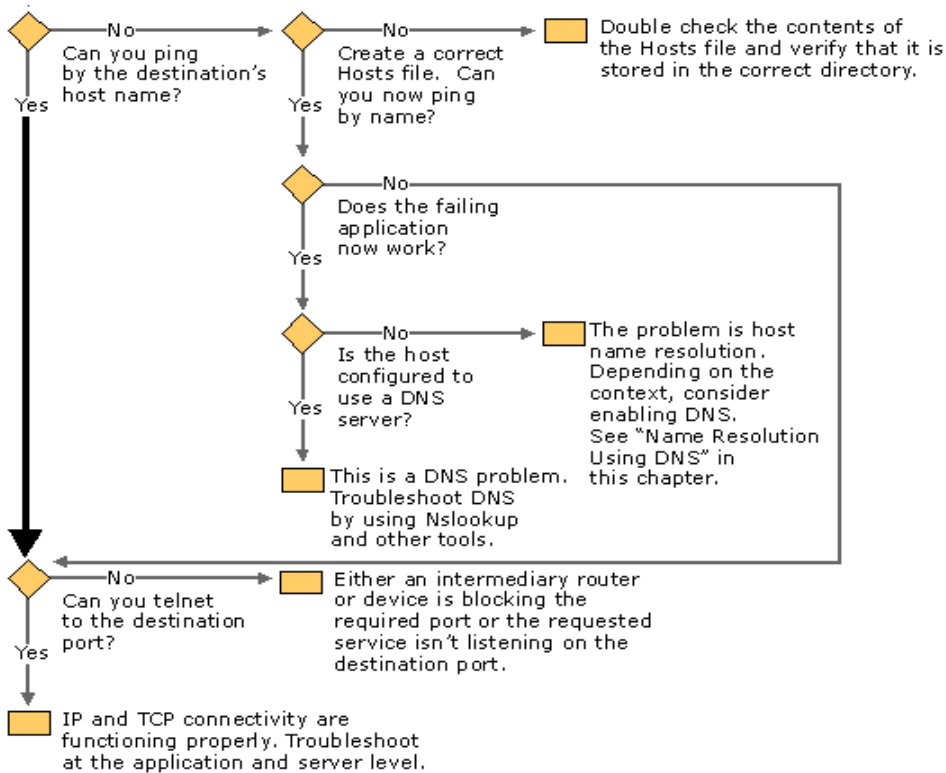 No
Can you ping
by the destination's
host name?
Yes
No
Create a correct
Hosts file. Can
you now ping
by name?
Yes
Double check the contents of
the Hosts file and verify that it is
stored in the correct directory.
No
Does the failing
application
now work?
Yes
No
Is the host
configured to
use a DNS
server?
Yes
The problem is host
name resolution.
Depending on the
context, consider
enabling DNS.
See “Name Resolution
Using DNS” in
this chapter.
This is a DNS problem.
Troubleshoot DNS
by using Nslookup
and other tools.
No
Can you telnet
to the destination
port?
Yes
Either an intermediary router
or device is blocking the
required port or the requested
service isn't listening on the
destination port.
IP and TCP connectivity are
functioning properly. Troubleshoot
at the application and server level.